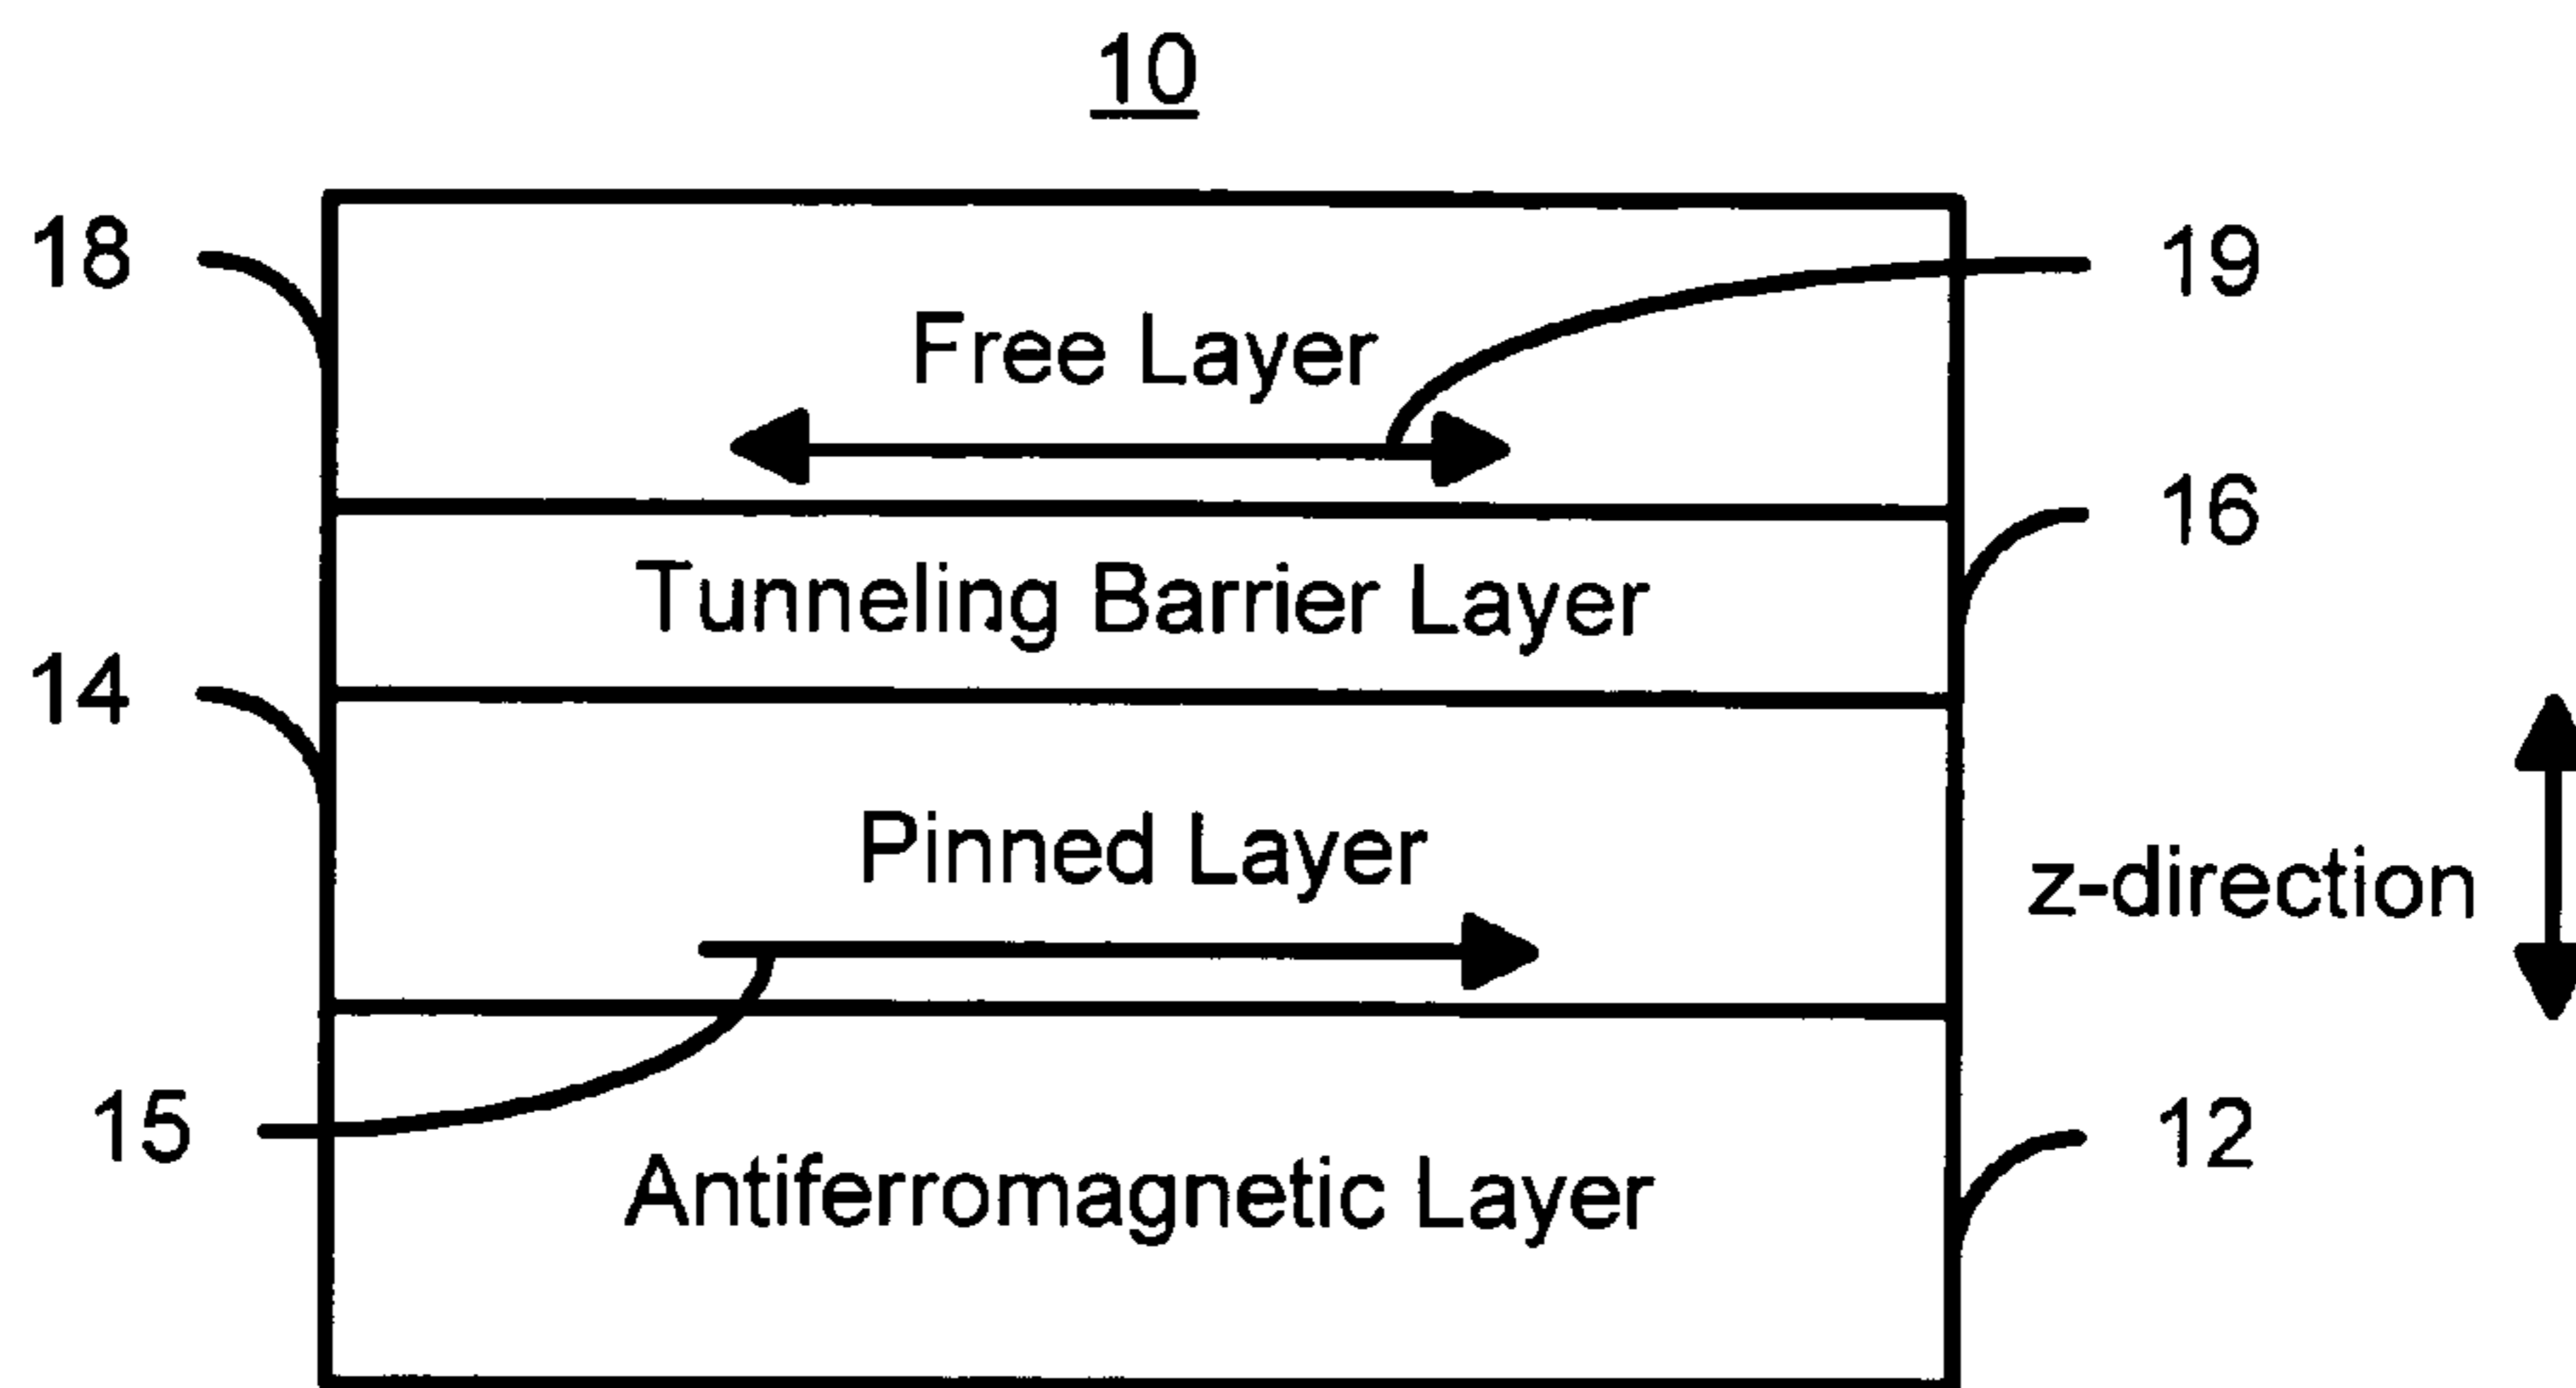 10
18
19
Free Layer
16
Tunneling Barrier Layer
14
Pinned Layer
z-direction
15
12
Antiferromagnetic Layer